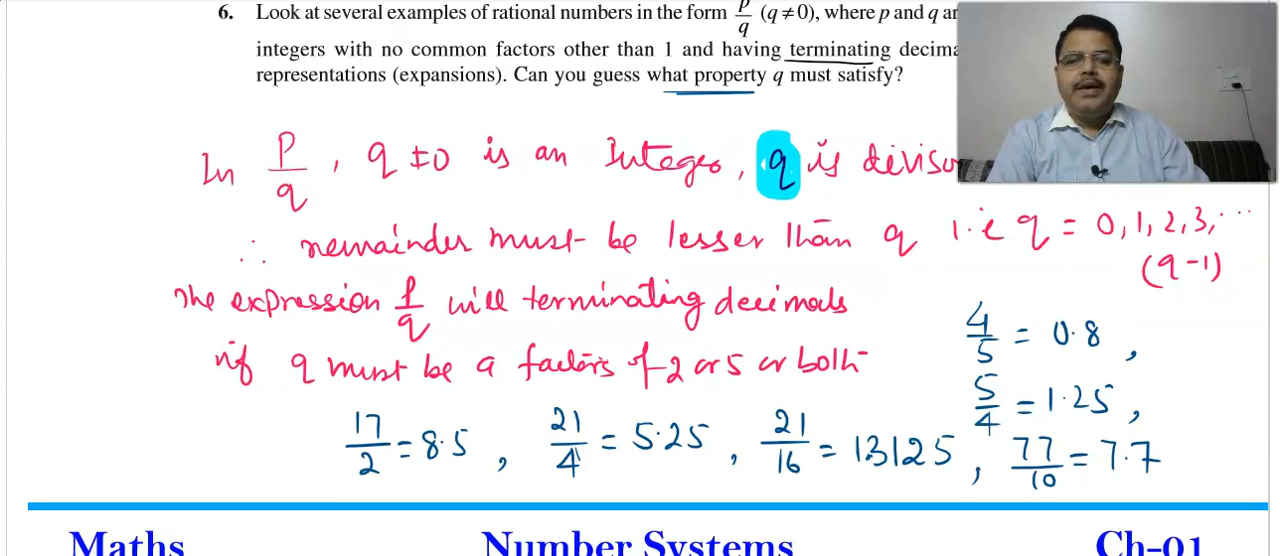 6. Look at several examples of rational numbers in the form p/q (q ≠ 0), where p and q ar
integers with no common factors other than 1 and having terminating decima
representations (expansions). Can you guess what property q must satisfy?
In P/q, q ≠ 0 is an Integer, q is divisor
∴ remainder must be lesser than q i.e q = 0, 1, 2, 3, ... (q-1)
The expression p/q will terminating decimals
if q must be a factors of 2 or 5 or both
4/5 = 0.8,
5/4 = 1.25,
17/2 = 8.5, 21/4 = 5.25, 21/16 = 13125, 77/10 = 7.7
Maths Number Systems Ch-01